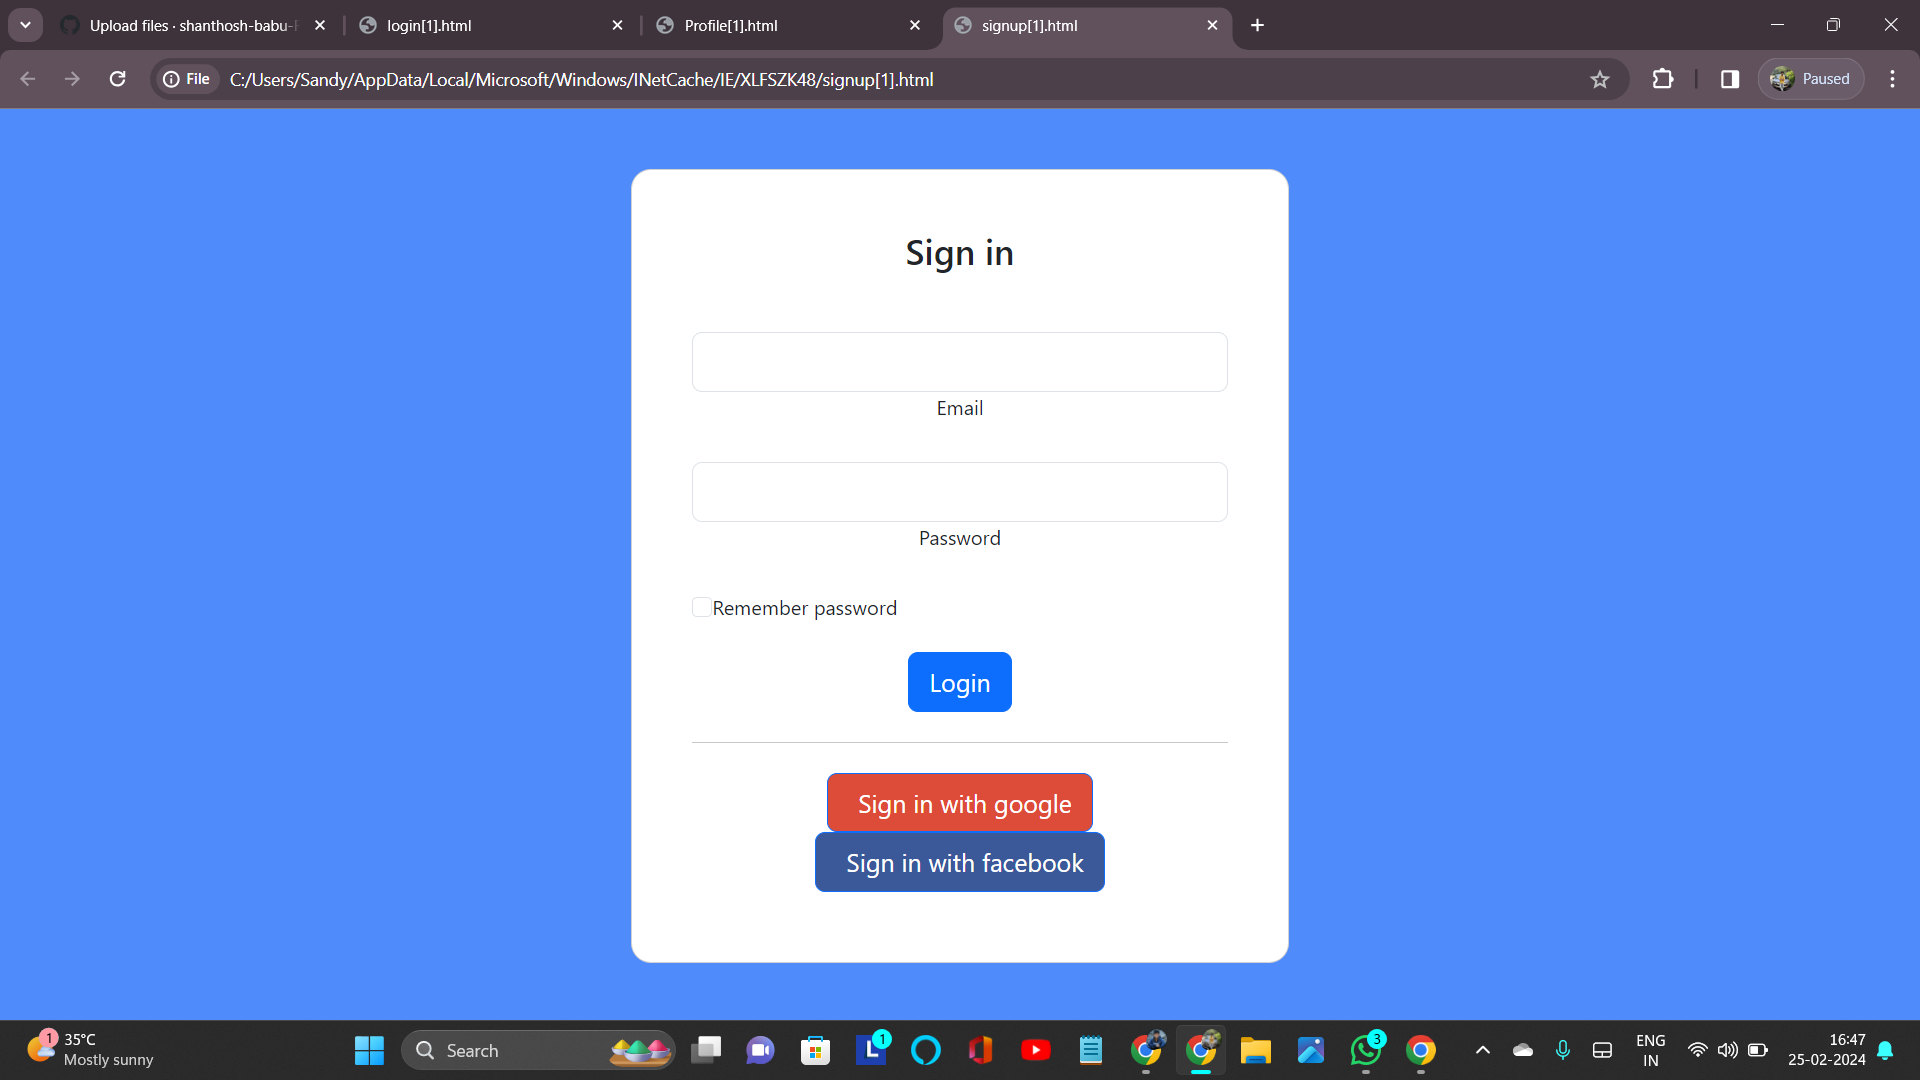 Upload files · shanthosh-babu-
login[1].html
Profile[1].html
signup[1].html
File
C:/Users/Sandy/AppData/Local/Microsoft/Windows/INetCache/IE/XLFSZK48/signup[1].html
Paused
Sign in
Email
Password
Remember password
Login
Sign in with google
Sign in with facebook
1
35°C
Mostly sunny
Search
L
1
3
ENG
IN
16:47
25-02-2024